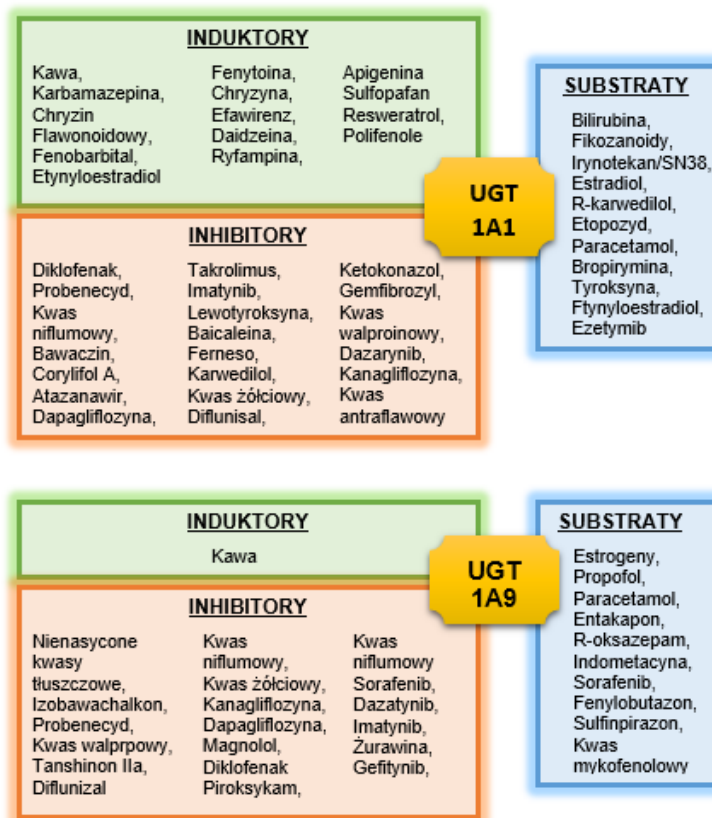 INDUKTORY
Kawa,
Karbamazepina,
Chryzin
Flawonoidowy,
Fenobarbital,
Etynyloestradiol
Fenytoina,
Chryzyna,
Efawirenz,
Daidzeina,
Ryfampina,
Apigenina
Sulfopafan
Resweratrol,
Polifenole
INHIBITORY
Diklofenak,
Probenecyd,
Kwas
niflumowy,
Bawaczin,
Corylifol A,
Atazanawir,
Dapagliflozyna,
Takrolimus,
Imatynib,
Lewotyroksyna,
Baicaleina,
Ferneso,
Karwedilol,
Kwas żółciowy,
Diflunisal,
Ketokonazol,
Gemfibrozyl,
Kwas
walproinowy,
Dazarynib,
Kanagliflozyna,
Kwas
antraflawowy
UGT
1A1
SUBSTRATY
Bilirubina,
Fikozanoidy,
Irynotekan/SN38,
Estradiol,
R-karwedilol,
Etopozyd,
Paracetamol,
Bropirymina,
Tyroksyna,
Ftynyloestradiol,
Ezetymib
INDUKTORY
Kawa
INHIBITORY
Nienasycone
kwasy
tłuszczowe,
Izobawachalkon,
Probenecyd,
Kwas walprpowy,
Tanshinon IIa,
Diflunizal
Kwas
niflumowy,
Kwas żółciowy,
Kanagliflozyna,
Dapagliflozyna,
Magnolol,
Diklofenak
Piroksykam,
Kwas
niflumowy
Sorafenib,
Dazatynib,
Imatynib,
Żurawina,
Gefitynib,
UGT
1A9
SUBSTRATY
Estrogeny,
Propofol,
Paracetamol,
Entakapon,
R-oksazepam,
Indometacyna,
Sorafenib,
Fenylobutazon,
Sulfinpirazon,
Kwas
mykofenolowy